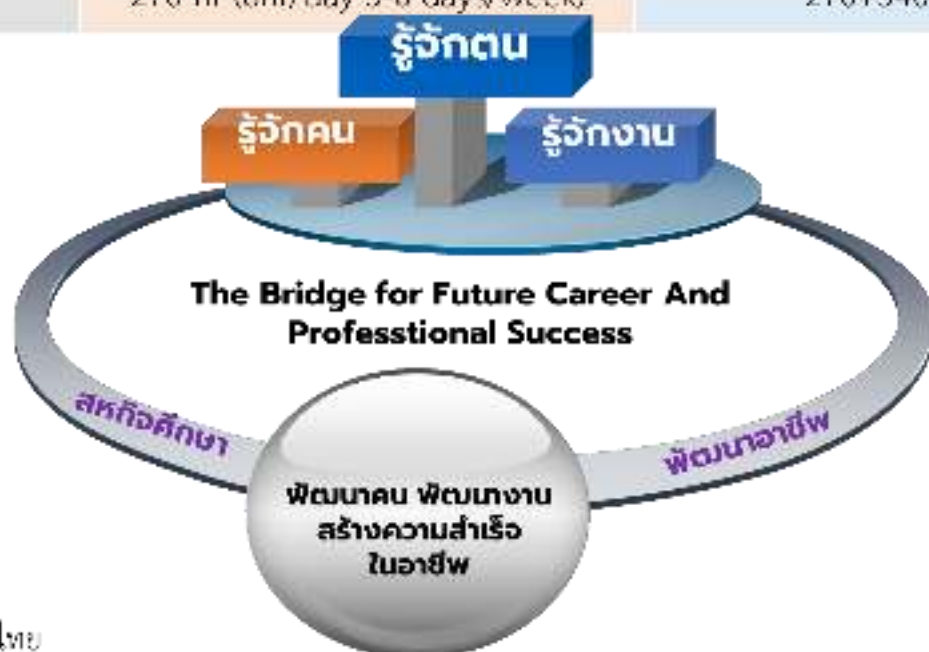 รู้จักตน
รู้จักคน
รู้จักงาน
The Bridge for Future Career And
Professtional Success
สหกิจศึกษา
พัฒนาอาชีพ
พัฒนาคน พัฒนางาน
สร้างความสำเร็จ
ในอาชีพ